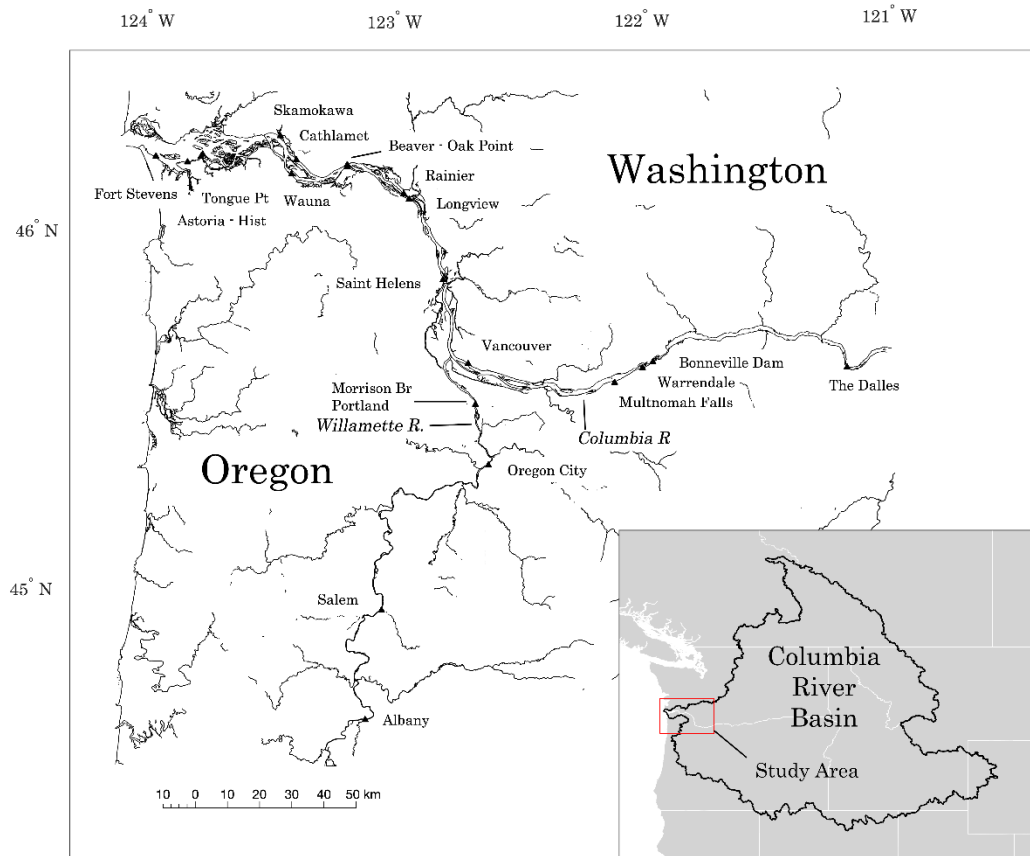 124° W
123° W
122° W
121° W
Skamokawa
Cathlamet
Beaver - Oak Point
Washington
Rainier
Fort Stevens
Tongue Pt
Wauna
Longview
Astoria - Hist
46° N
Saint Helens
Vancouver
Bonneville Dam
Morrison Br
Warrendale
The Dalles
Portland
Multnomah Falls
Willamette R.
Columbia R
Oregon
Oregon City
45° N
Salem
Albany
Columbia
River
Basin
Study Area
10 0 10 20 30 40 50 km